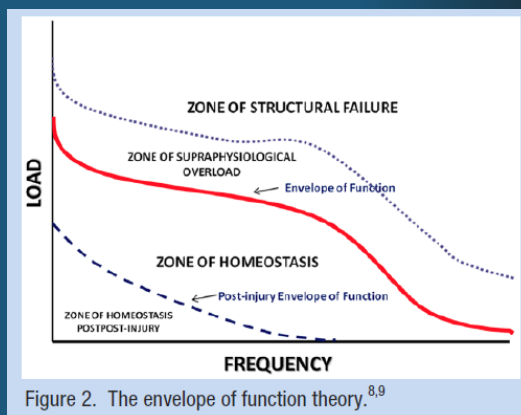 ZONE OF STRUCTURAL FAILURE
ZONE OF SUPRAPHYSIOLOGICAL
OVERLOAD
Envelope of Function
LOAD
ZONE OF HOMEOSTASIS
Post-injury Envelope of Function
ZONE OF HOMEOSTASIS
POSTPOST-INJURY
FREQUENCY
Figure 2. The envelope of function theory.8,9